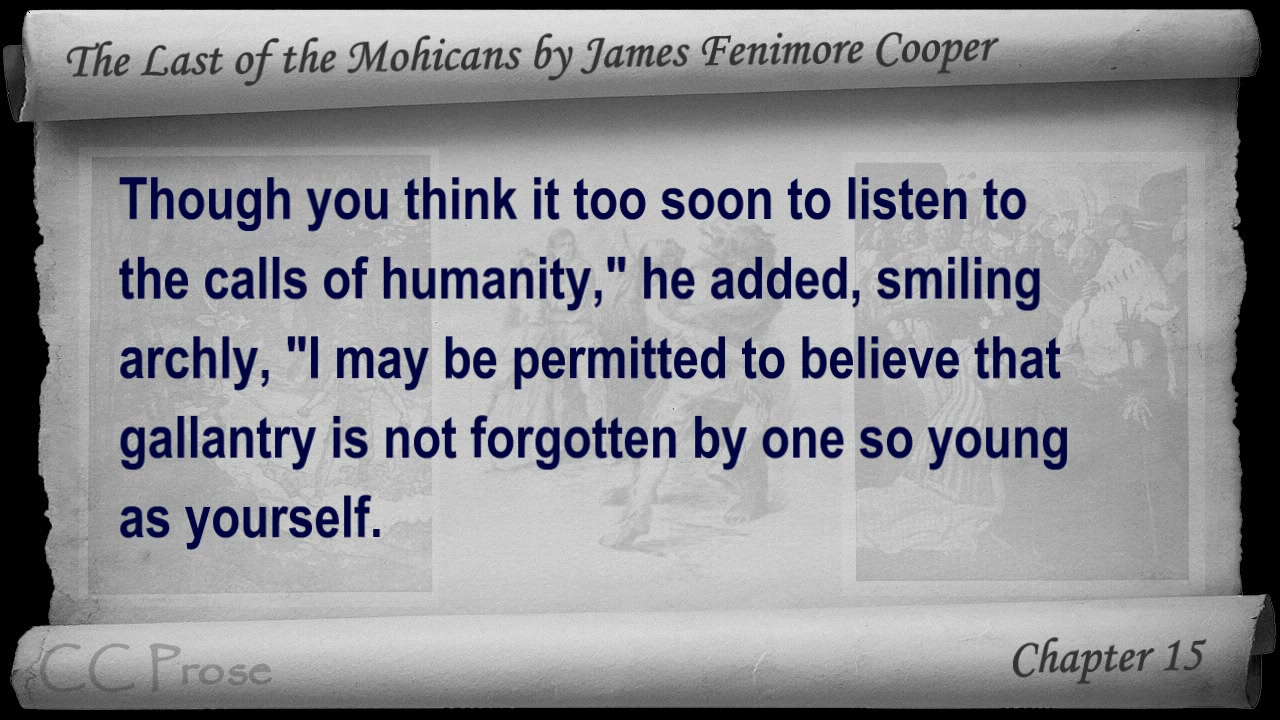 The Last of the Mohicans by James Fenimore Cooper
Though you think it too soon to listen to
the calls of humanity," he added, smiling
archly, "I may be permitted to believe that
gallantry is not forgotten by one so young
as yourself.
CC Prose
Chapter 15